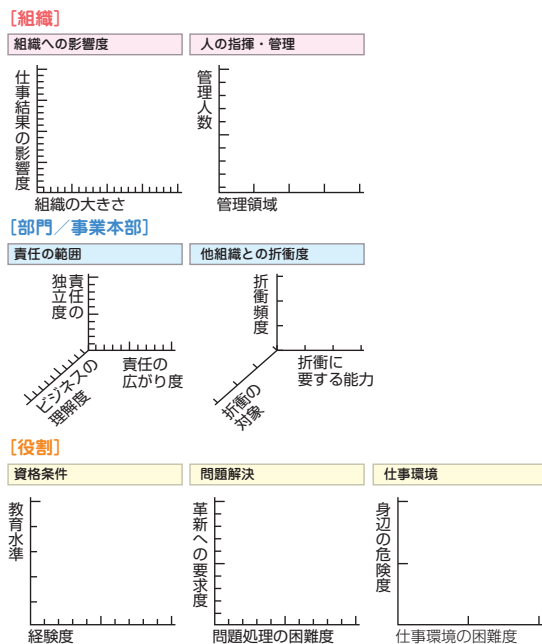 [組織]
組織への影響度
人の指揮・管理
仕事結果の影響度
組織の大きさ
管理人数
管理領域
[部門／事業本部]
責任の範囲
他組織との折衝度
責任の
独立度
責任の
広がり度
ビジネスの
理解度
折衝頻度
折衝に
要する能力
折衝の
対象
[役割]
資格条件
問題解決
仕事環境
教育水準
経験度
革新への要求度
問題処理の困難度
身辺の危険度
仕事環境の困難度